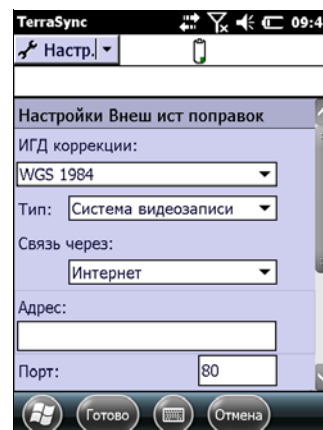 TerraSync 09:4
Настр.
Настройки Внеш ист поправок
ИГД коррекции:
WGS 1984
Тип: Система видеозаписи
Связь через:
Интернет
Адрес:
Порт: 80
Готово Отмена